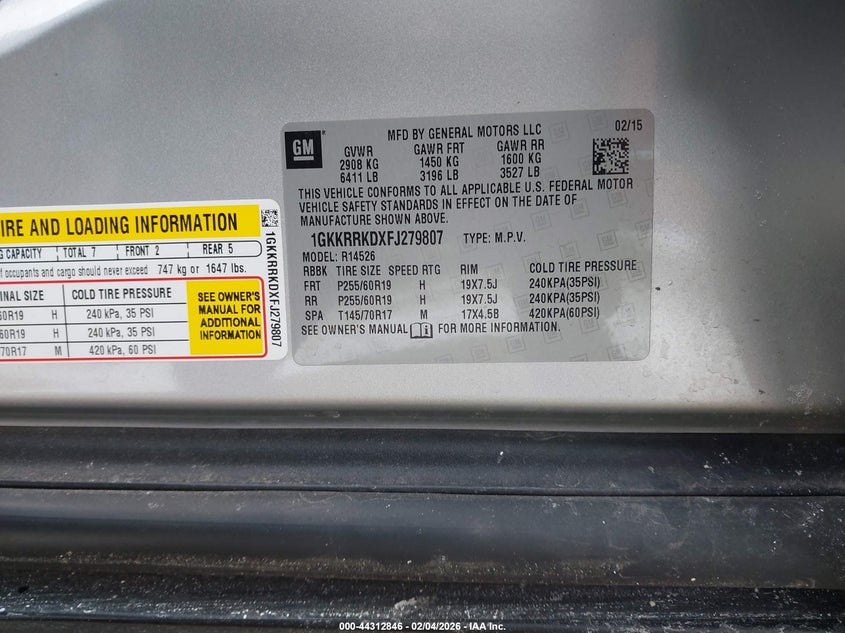 IRE AND LOADING INFORMATION
G CAPACITY TOTAL 7 FRONT 2 REAR 5
f occupants and cargo should never exceed 747 kg or 1647 lbs.
NAL SIZE COLD TIRE PRESSURE
60R19 H 240 kPa, 35 PSI
60R19 H 240 kPa, 35 PSI
70R17 M 420 kPa, 60 PSI
SEE OWNER'S
MANUAL FOR
ADDITIONAL
INFORMATION
1GKKRRKDXFJ279807
GM
MFD BY GENERAL MOTORS LLC 02/15
GVWR GAWR FRT GAWR RR
2908 KG 1450 KG 1600 KG
6411 LB 3196 LB 3527 LB
THIS VEHICLE CONFORMS TO ALL APPLICABLE U.S. FEDERAL MOTOR
VEHICLE SAFETY STANDARDS IN EFFECT ON THE DATE OF
MANUFACTURE SHOWN ABOVE.
1GKKRRKDXFJ279807 TYPE: M.P.V.
MODEL: R14526
RBBK TIRE SIZE SPEED RTG RIM COLD TIRE PRESSURE
FRT P255/60R19 H 19X7.5J 240KPA(35PSI)
RR P255/60R19 H 19X7.5J 240KPA(35PSI)
SPA T145/70R17 M 17X4.5B 420KPA(60PSI)
SEE OWNER'S MANUAL FOR MORE INFORMATION.
000-44312846 - 02/04/2026 - IAA Inc.